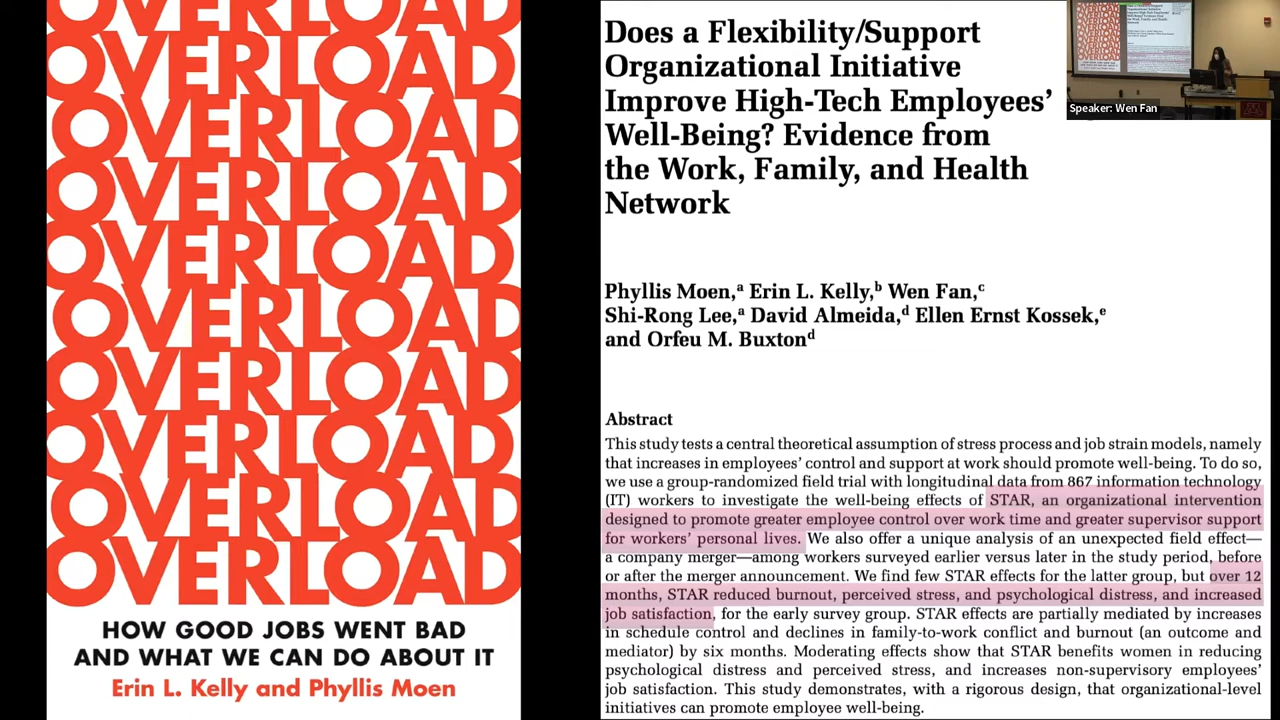 OVERLOAD
OVERLOAD
OVERLOAD
OVERLOAD
OVERLOAD
OVERLOAD
OVERLOAD
OVERLOAD
OVERLOAD
OVERLOAD
HOW GOOD JOBS WENT BAD
AND WHAT WE CAN DO ABOUT IT
Erin L. Kelly and Phyllis Moen
Does a Flexibility/Support
Organizational Initiative
Improve High-Tech Employees’
Well-Being? Evidence from
the Work, Family, and Health
Network
Phyllis Moen,ᵃ Erin L. Kelly,ᵇ Wen Fan,ᶜ
Shi-Rong Lee,ᵃ David Almeida,ᵈ Ellen Ernst Kossek,ᵉ
and Orfeu M. Buxtonᵈ
Abstract
This study tests a central theoretical assumption of stress process and job strain models, namely
that increases in employees’ control and support at work should promote well-being. To do so,
we use a group-randomized field trial with longitudinal data from 867 information technology
(IT) workers to investigate the well-being effects of STAR, an organizational intervention
designed to promote greater employee control over work time and greater supervisor support
for workers’ personal lives. We also offer a unique analysis of an unexpected field effect—
a company merger—among workers surveyed earlier versus later in the study period, before
or after the merger announcement. We find few STAR effects for the latter group, but over 12
months, STAR reduced burnout, perceived stress, and psychological distress, and increased
job satisfaction, for the early survey group. STAR effects are partially mediated by increases
in schedule control and declines in family-to-work conflict and burnout (an outcome and
mediator) by six months. Moderating effects show that STAR benefits women in reducing
psychological distress and perceived stress, and increases non-supervisory employees’
job satisfaction. This study demonstrates, with a rigorous design, that organizational-level
initiatives can promote employee well-being.
Speaker: Wen Fan